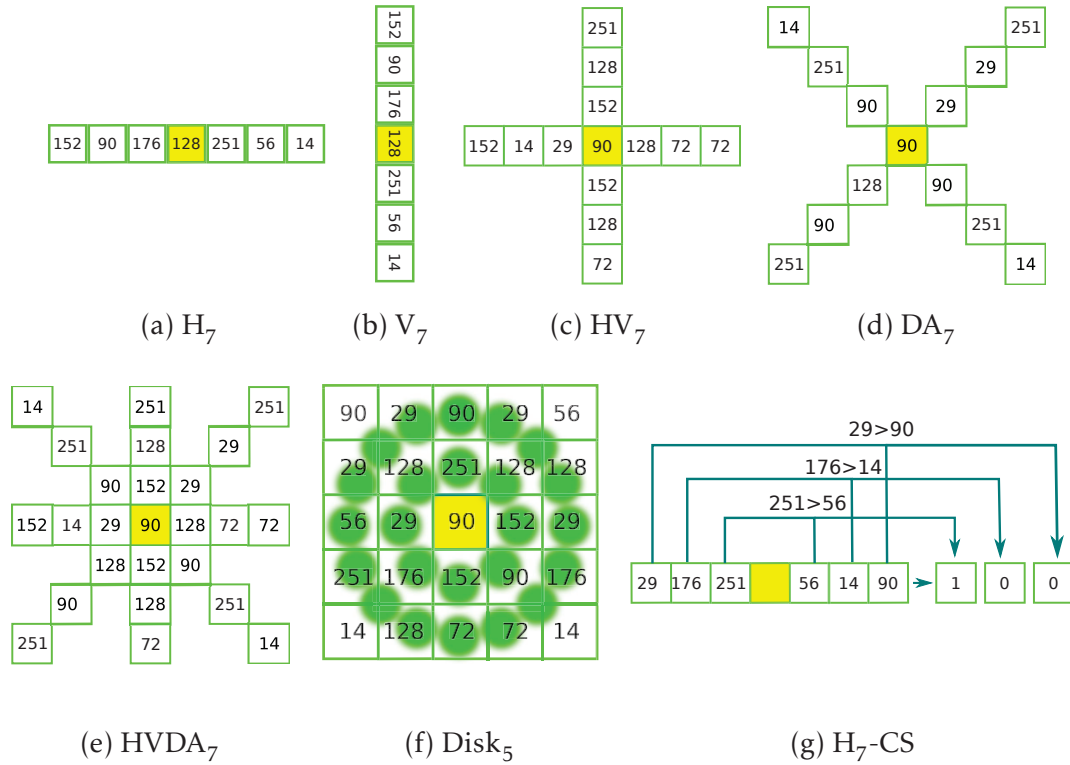 152 90 176 128 251 56 14
(a) H7
152
90
176
128
251
56
14
(b) V7
251
128
152
152 14 29 90 128 72 72
152
128
72
(c) HV7
14 251
251 29
90 29
90
128 90
90 251
251 14
(d) DA7
14 251 251
251 128 29
90 152 29
152 14 29 90 128 72 72
128 152 90
90 128 251
251 72 14
(e) HVDA7
90 29 90 29 56
29 128 251 128 128
56 29 90 152 29
251 176 152 90 176
14 128 72 72 14
(f) Disk5
29>90
176>14
251>56
29 176 251 56 14 90 1 0 0
(g) H7-CS